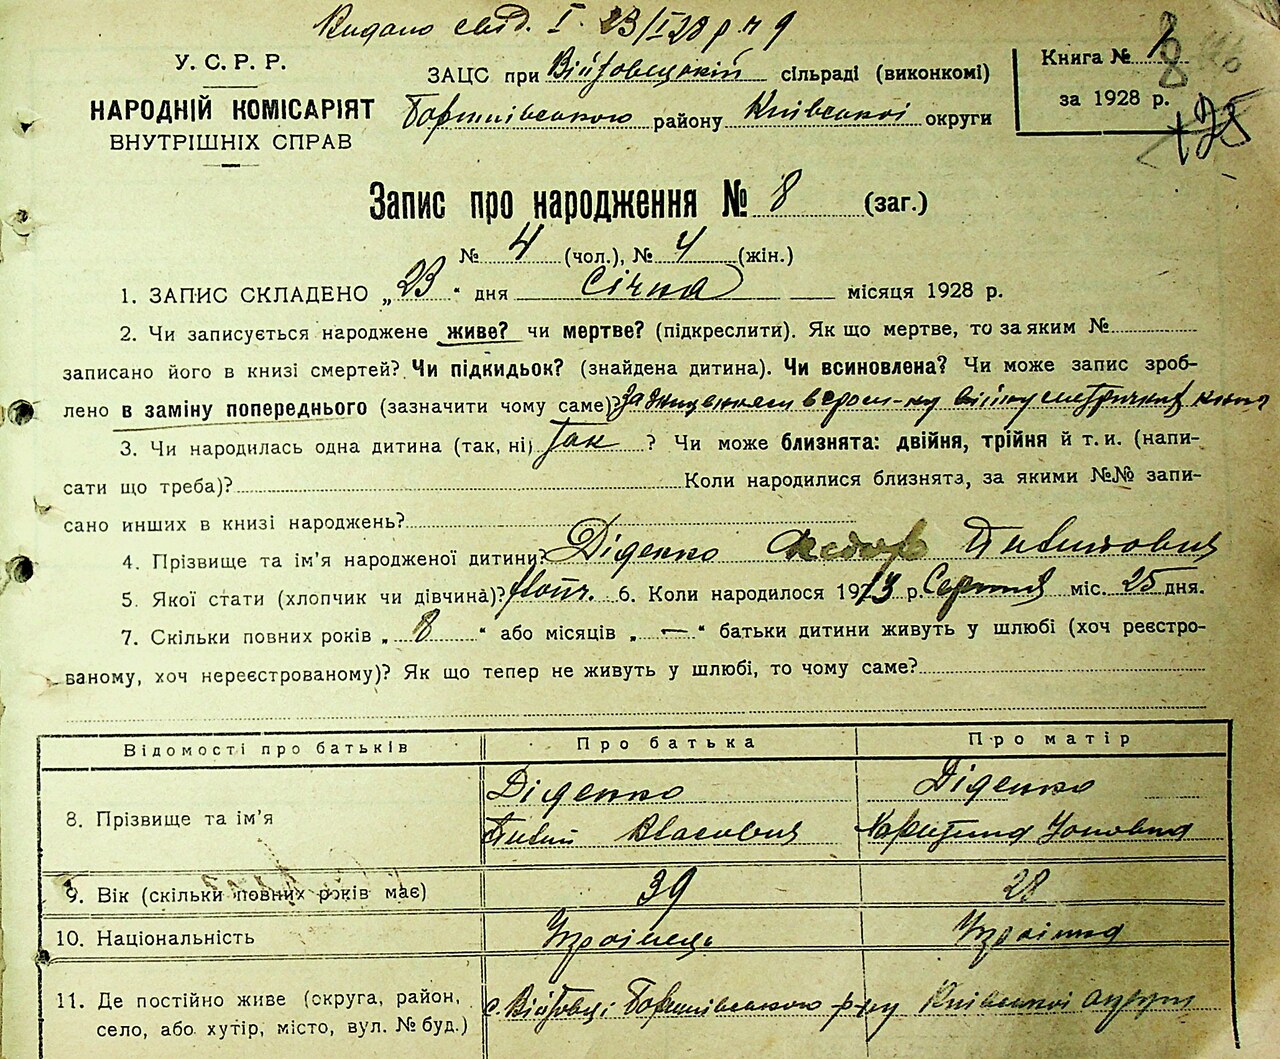 Видано свід. I. 23/I 28 р. № 9
У. С. Р. Р.
НАРОДНІЙ КОМІСАРІЯТ
ВНУТРІШНІХ СПРАВ
ЗАЦС при Війтовецькій сільраді (виконкомі)
району Київської округи
Книга №
за 1928 р.
Запис про народження № 8 (заг.)
№ 4 (чол.), № 4 (жін.)
1. ЗАПИС СКЛАДЕНО „23“ дня Січня місяця 1928 р.
2. Чи записується народжене живе? чи мертве? (підкреслити). Як що мертве, то за яким №
записано його в книзі смертей? Чи підкидьок? (знайдена дитина). Чи всиновлена? Чи може запис зроб-
лено в заміну попереднього (зазначити чому саме)?
3. Чи народилась одна дитина (так, ні) Так ? Чи може близнята: двійня, трійня й т. и. (напи-
сати що треба)? Коли народилися близнята, за якими №№ запи-
сано инших в книзі народжень?
4. Прізвище та ім'я народженої дитини? Діденко
5. Якої стати (хлопчик чи дівчина)? хлопч. 6. Коли народилося 1913 р. Серпня міс. 25 дня.
7. Скільки повних років „8“ або місяців „—“ батьки дитини живуть у шлюбі (хоч реєстро-
ваному, хоч нереєстрованому)? Як що тепер не живуть у шлюбі, то чому саме?
Відомості про батьків Про батька Про матір
8. Прізвище та ім'я Діденко Діденко
Власович
9. Вік (скільки повних років має) 39 28
10. Національність Українець Українка
11. Де постійно живе (округа, район, с. Війтовці р-ну Київської округи
село, або хутір, місто, вул. № буд.)